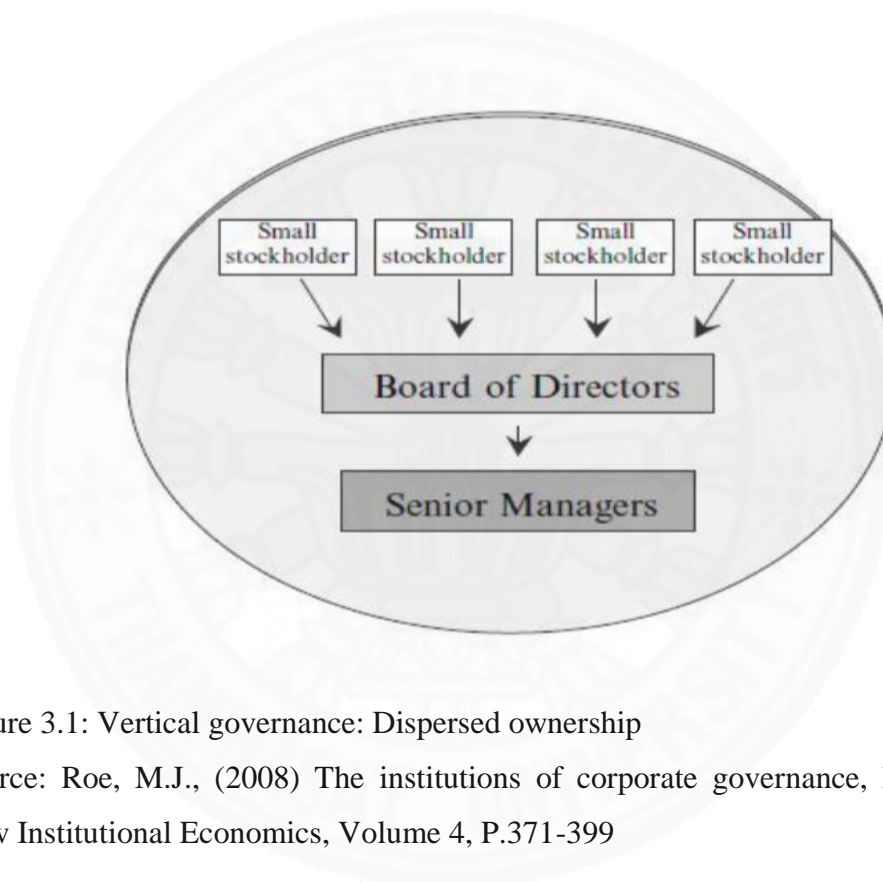 Small Small Small Small
stockholder stockholder stockholder stockholder
Board of Directors
Senior Managers
ure 3.1: Vertical governance: Dispersed ownership
rce: Roe, M.J., (2008) The institutions of corporate governance,
w Institutional Economics, Volume 4, P.371-399